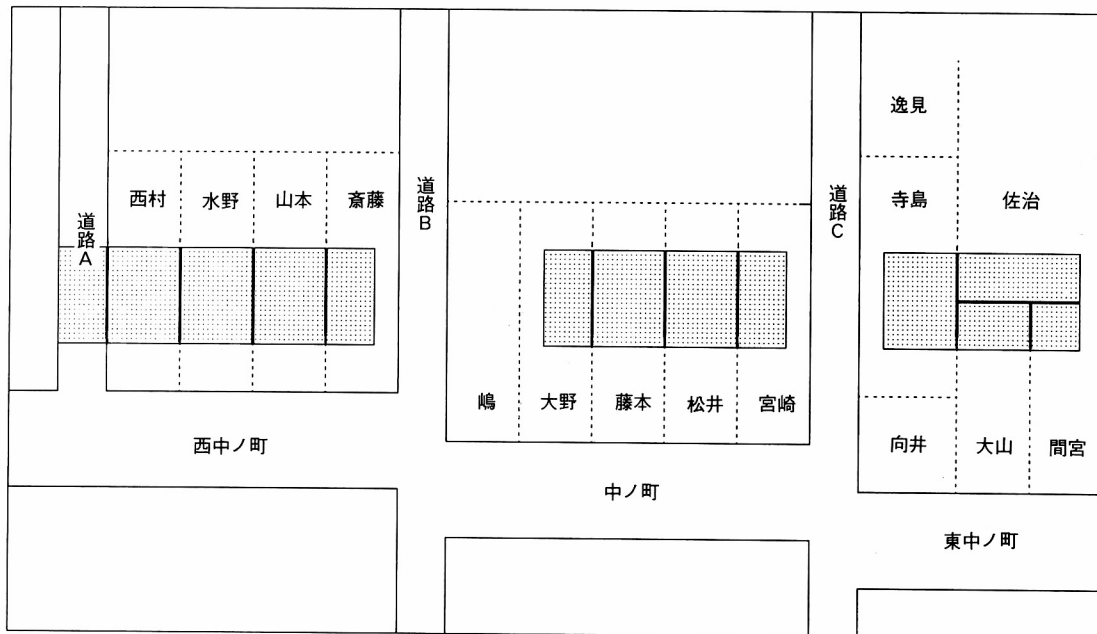 道路A
西村
水野
山本
斎藤
西中ノ町
道路B
嶋
大野
藤本
松井
宮崎
中ノ町
道路C
逸見
寺島
佐治
向井
大山
間宮
東中ノ町